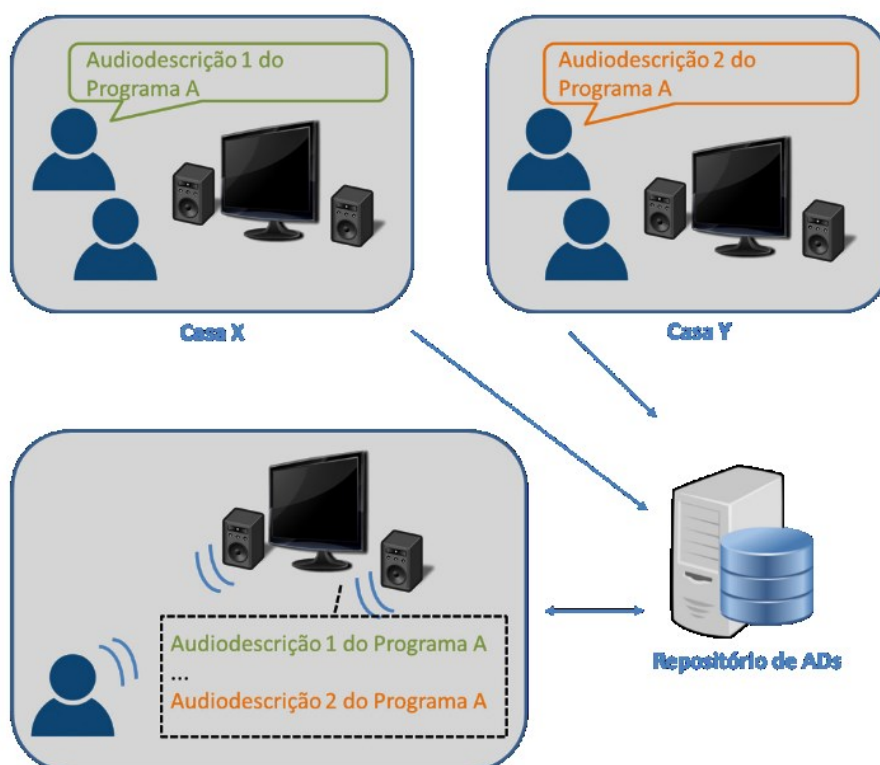 Audiodescrição 1 do
Programa A
Audiodescrição 2 do
Programa A
Casa X
Casa Y
Audiodescrição 1 do Programa A
...
Audiodescrição 2 do Programa A
Repositório de ADs